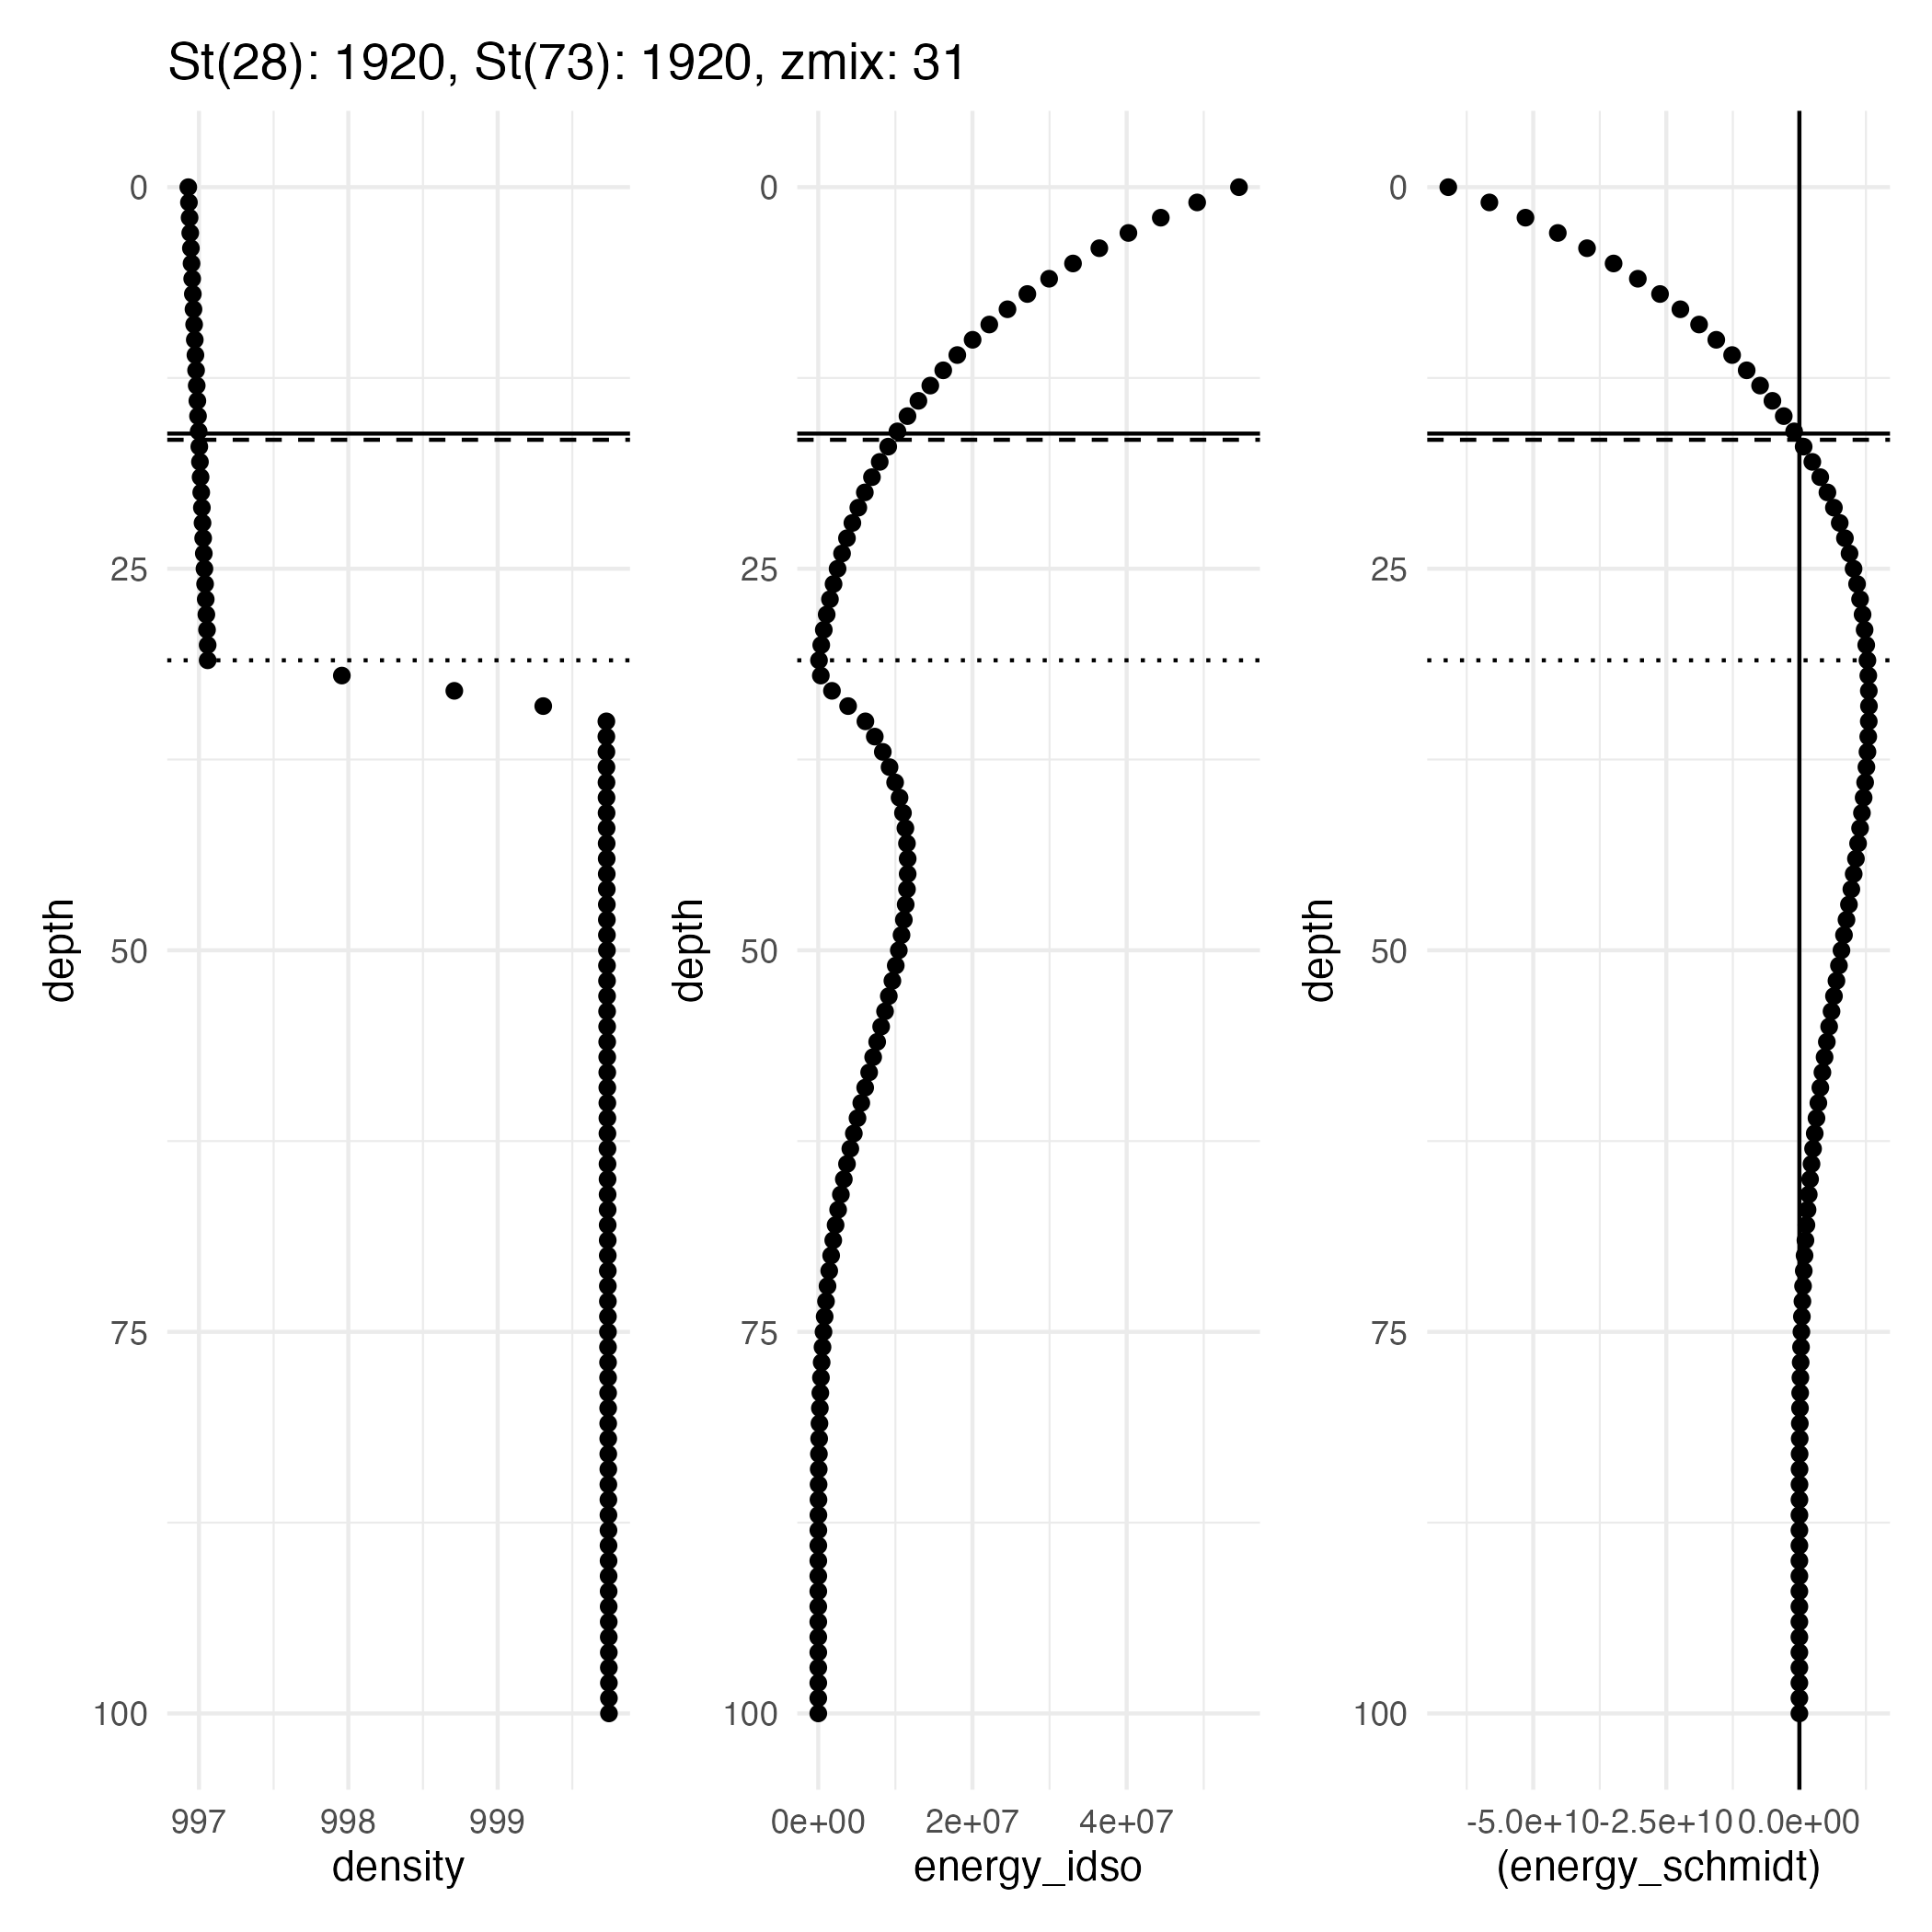 St(28): 1920, St(73): 1920, zmix: 31
0
25
50
75
100
depth
997 998 999
density
0
25
50
75
100
depth
0e+00 2e+07 4e+07
energy_idso
0
25
50
75
100
depth
-5.0e+10 -2.5e+10 0.0e+00
(energy_schmidt)